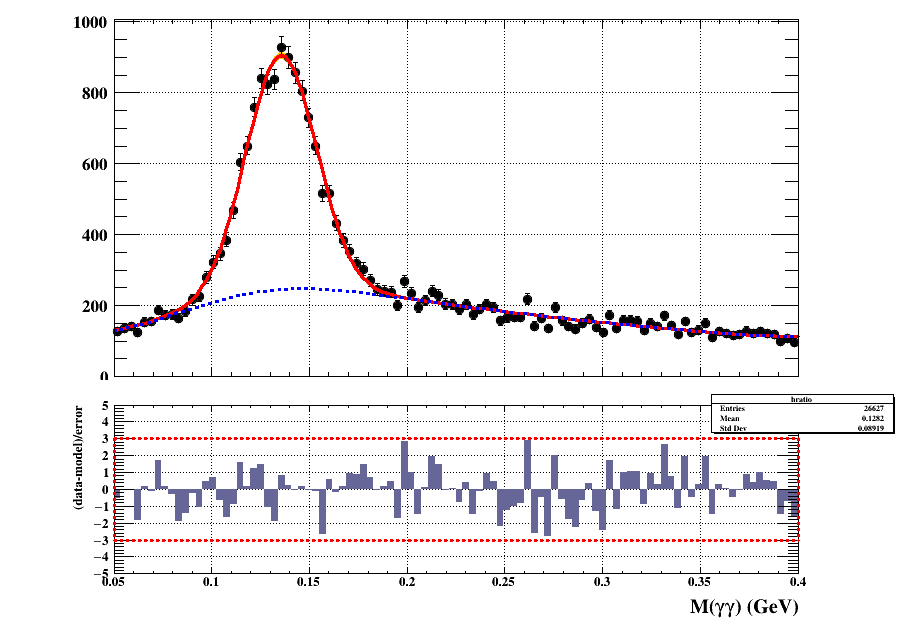 1000
800
600
400
200
0
(data-model)/error
5
4
3
2
1
0
−1
−2
−3
−4
−5
hratio
Entries 26627
Mean 0.1282
Std Dev 0.08919
0.05 0.1 0.15 0.2 0.25 0.3 0.35 0.4
M(γγ) (GeV)